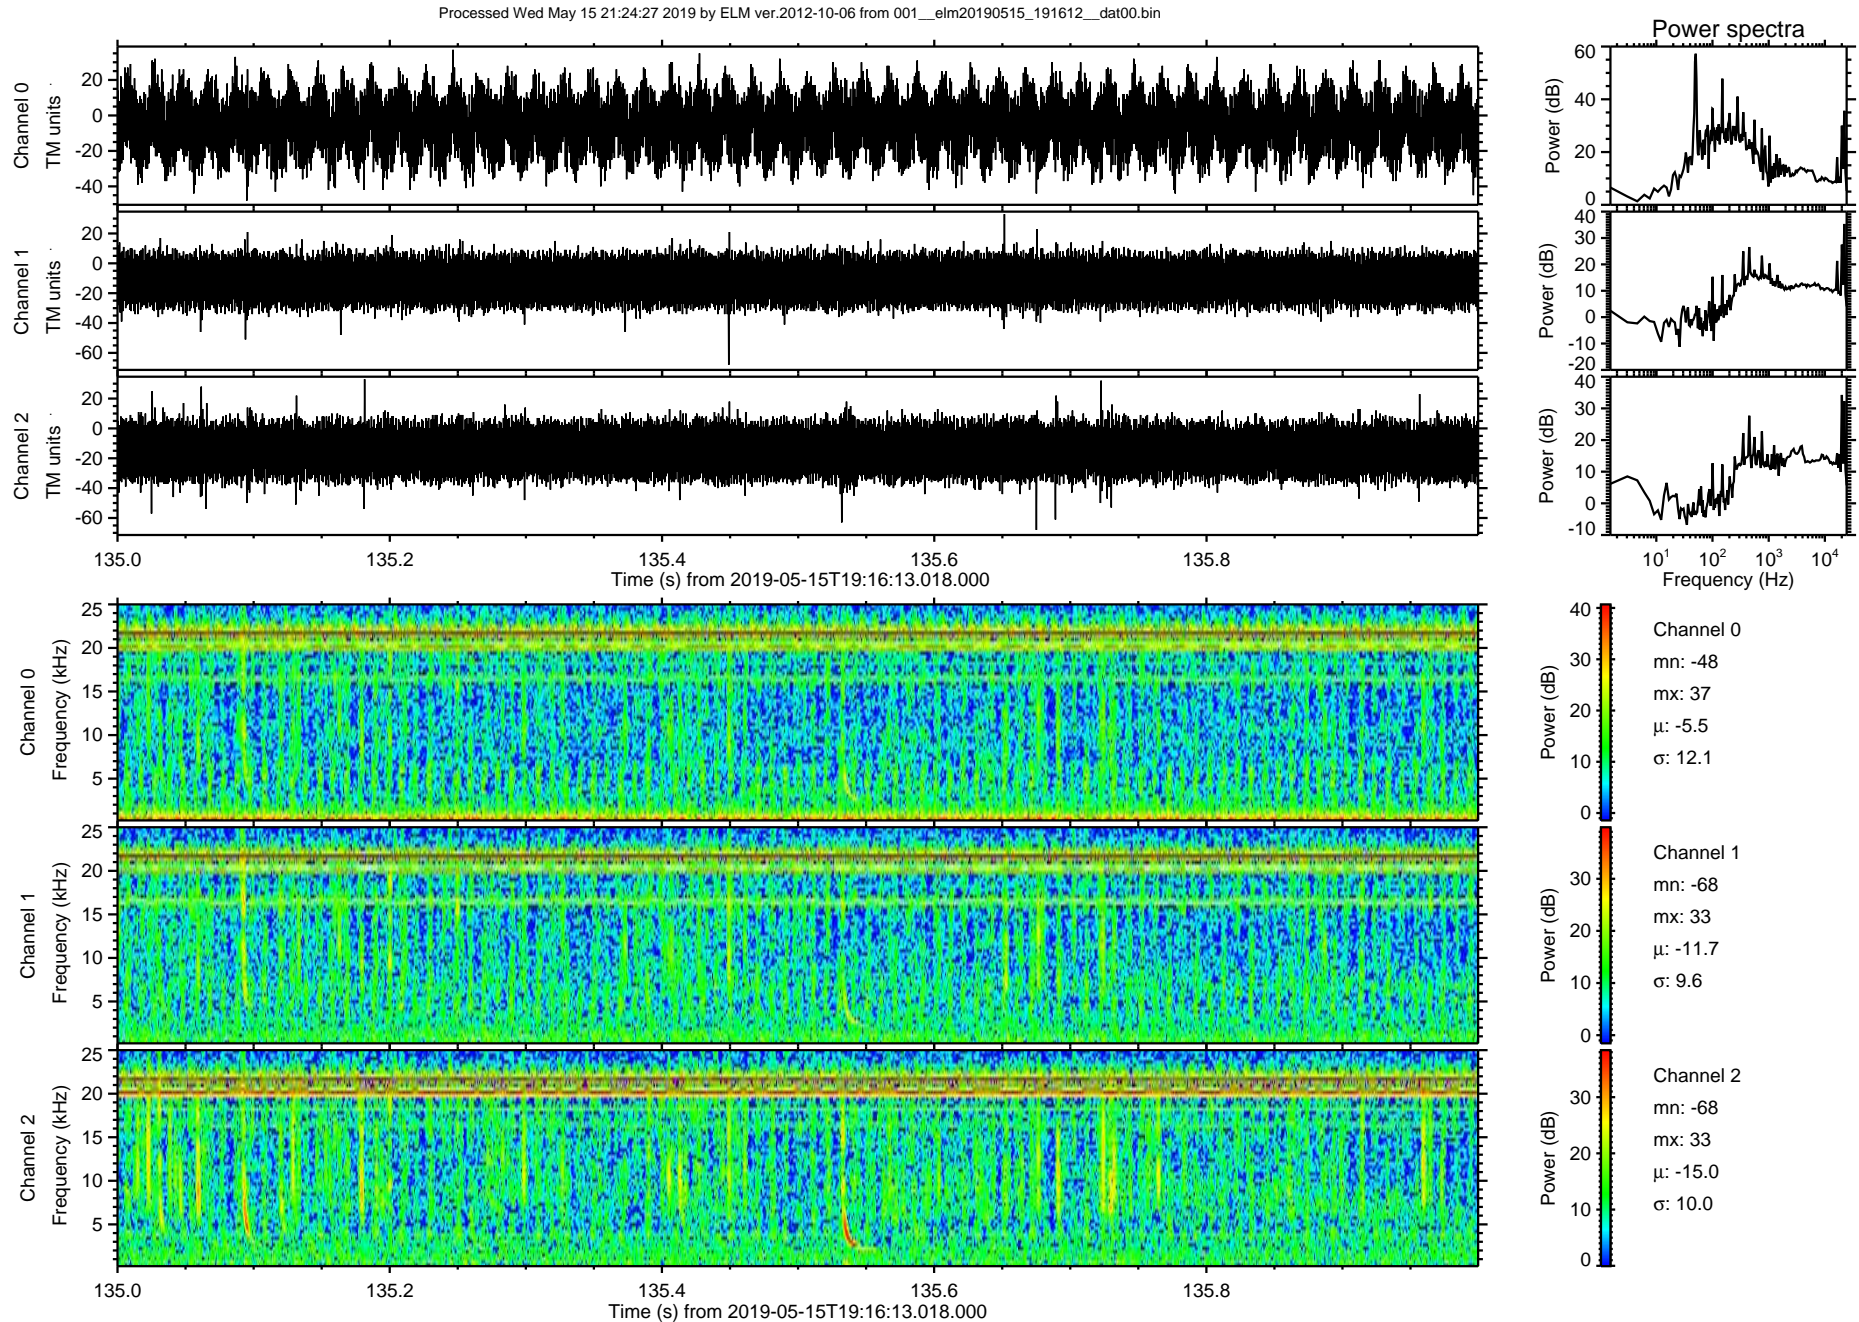 Processed Wed May 15 21:24:27 2019 by ELM ver.2012-10-06 from 001__elm20190515_191612__dat00.bin
Power spectra
Channel 0
TM units
20
0
-20
-40
Power (dB)
60
40
20
0
Channel 1
TM units
20
0
-20
-40
-60
Power (dB)
40
30
20
10
0
-10
-20
Channel 2
TM units
20
0
-20
-40
-60
Power (dB)
40
30
20
10
0
-10
135.0 135.2 135.4 135.6 135.8
Time (s) from 2019-05-15T19:16:13.018.000
10^1 10^2 10^3 10^4
Frequency (Hz)
Channel 0
Frequency (kHz)
25
20
15
10
5
Power (dB)
40
30
20
10
0
Channel 0
mn: -48
mx: 37
μ: -5.5
σ: 12.1
Channel 1
Frequency (kHz)
25
20
15
10
5
Power (dB)
30
20
10
0
Channel 1
mn: -68
mx: 33
μ: -11.7
σ: 9.6
Channel 2
Frequency (kHz)
25
20
15
10
5
Power (dB)
30
20
10
0
Channel 2
mn: -68
mx: 33
μ: -15.0
σ: 10.0
135.0 135.2 135.4 135.6 135.8
Time (s) from 2019-05-15T19:16:13.018.000